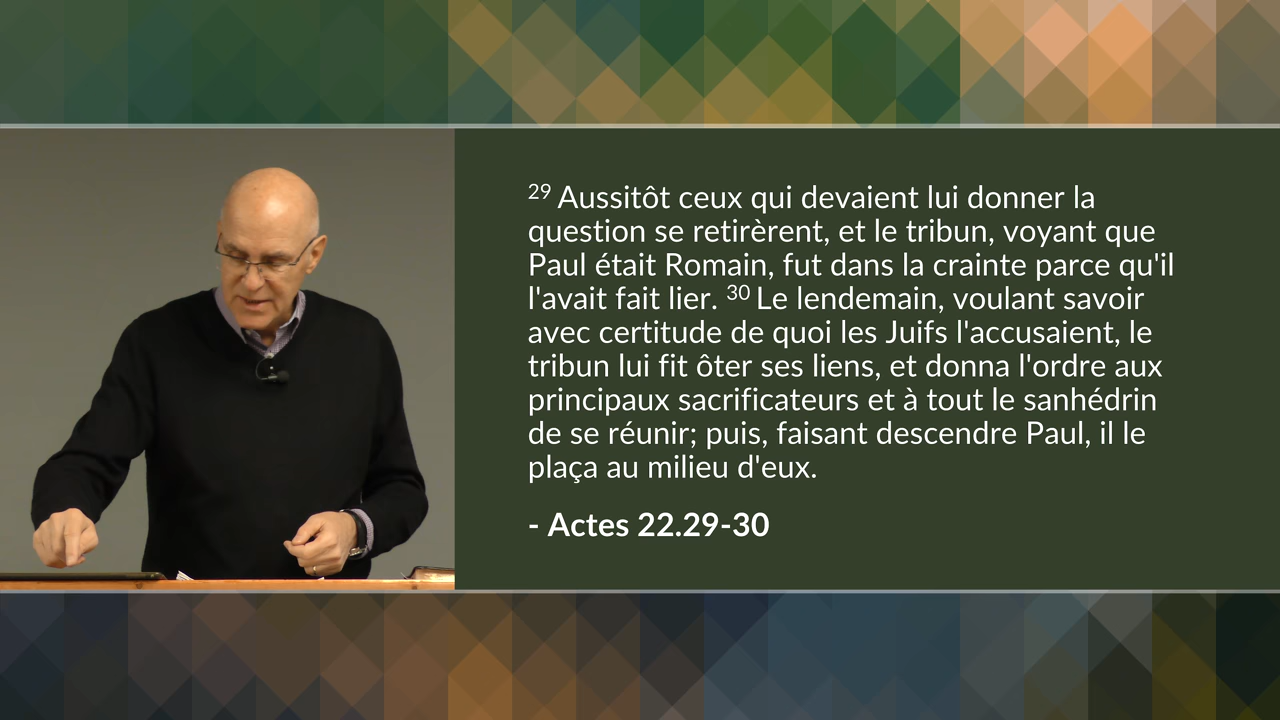 29 Aussitôt ceux qui devaient lui donner la
question se retirèrent, et le tribun, voyant que
Paul était Romain, fut dans la crainte parce qu'il
l'avait fait lier. 30 Le lendemain, voulant savoir
avec certitude de quoi les Juifs l'accusaient, le
tribun lui fit ôter ses liens, et donna l'ordre aux
principaux sacrificateurs et à tout le sanhédrin
de se réunir; puis, faisant descendre Paul, il le
plaça au milieu d'eux.
- Actes 22.29-30